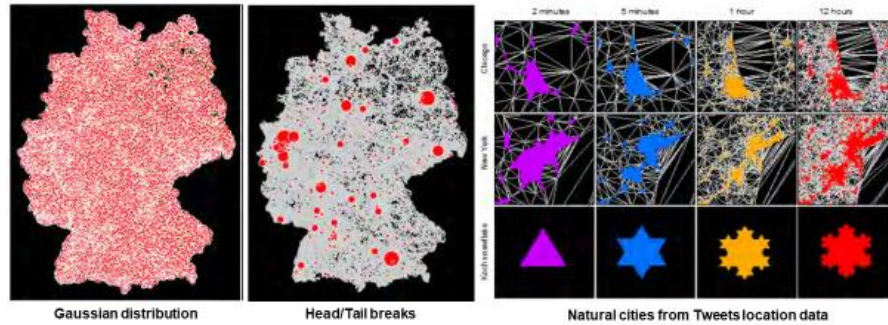 2 minutes
5 minutes
1 hour
12 hours
Chicago
New York
Koch snowflake
Gaussian distribution
Head/Tail breaks
Natural cities from Tweets location data